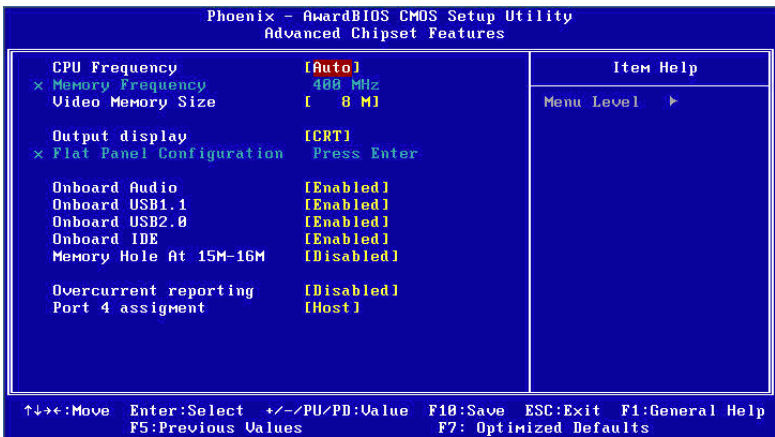 Phoenix - AwardBIOS CMOS Setup Utility
Advanced Chipset Features
CPU Frequency [Auto]
x Memory Frequency 400 MHz
Video Memory Size [ 8 M]
Output display [CRT]
x Flat Panel Configuration Press Enter
Onboard Audio [Enabled]
Onboard USB1.1 [Enabled]
Onboard USB2.0 [Enabled]
Onboard IDE [Enabled]
Memory Hole At 15M-16M [Disabled]
Overcurrent reporting [Disabled]
Port 4 assigment [Host]
Item Help
Menu Level ►
↑↓→←:Move Enter:Select +/-/PU/PD:Value F10:Save ESC:Exit F1:General Help
F5:Previous Values F7: Optimized Defaults